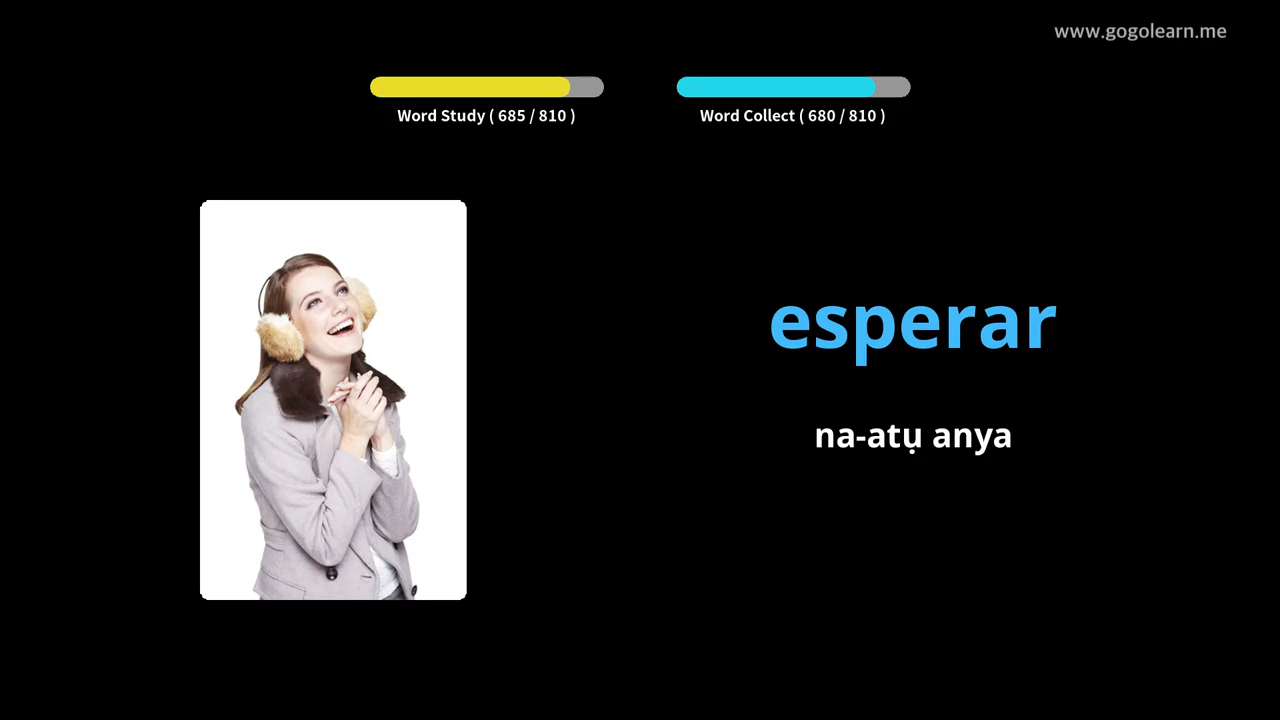 www.gogolearn.me
Word Study ( 685 / 810 )
Word Collect ( 680 / 810 )
esperar
na-atụ anya